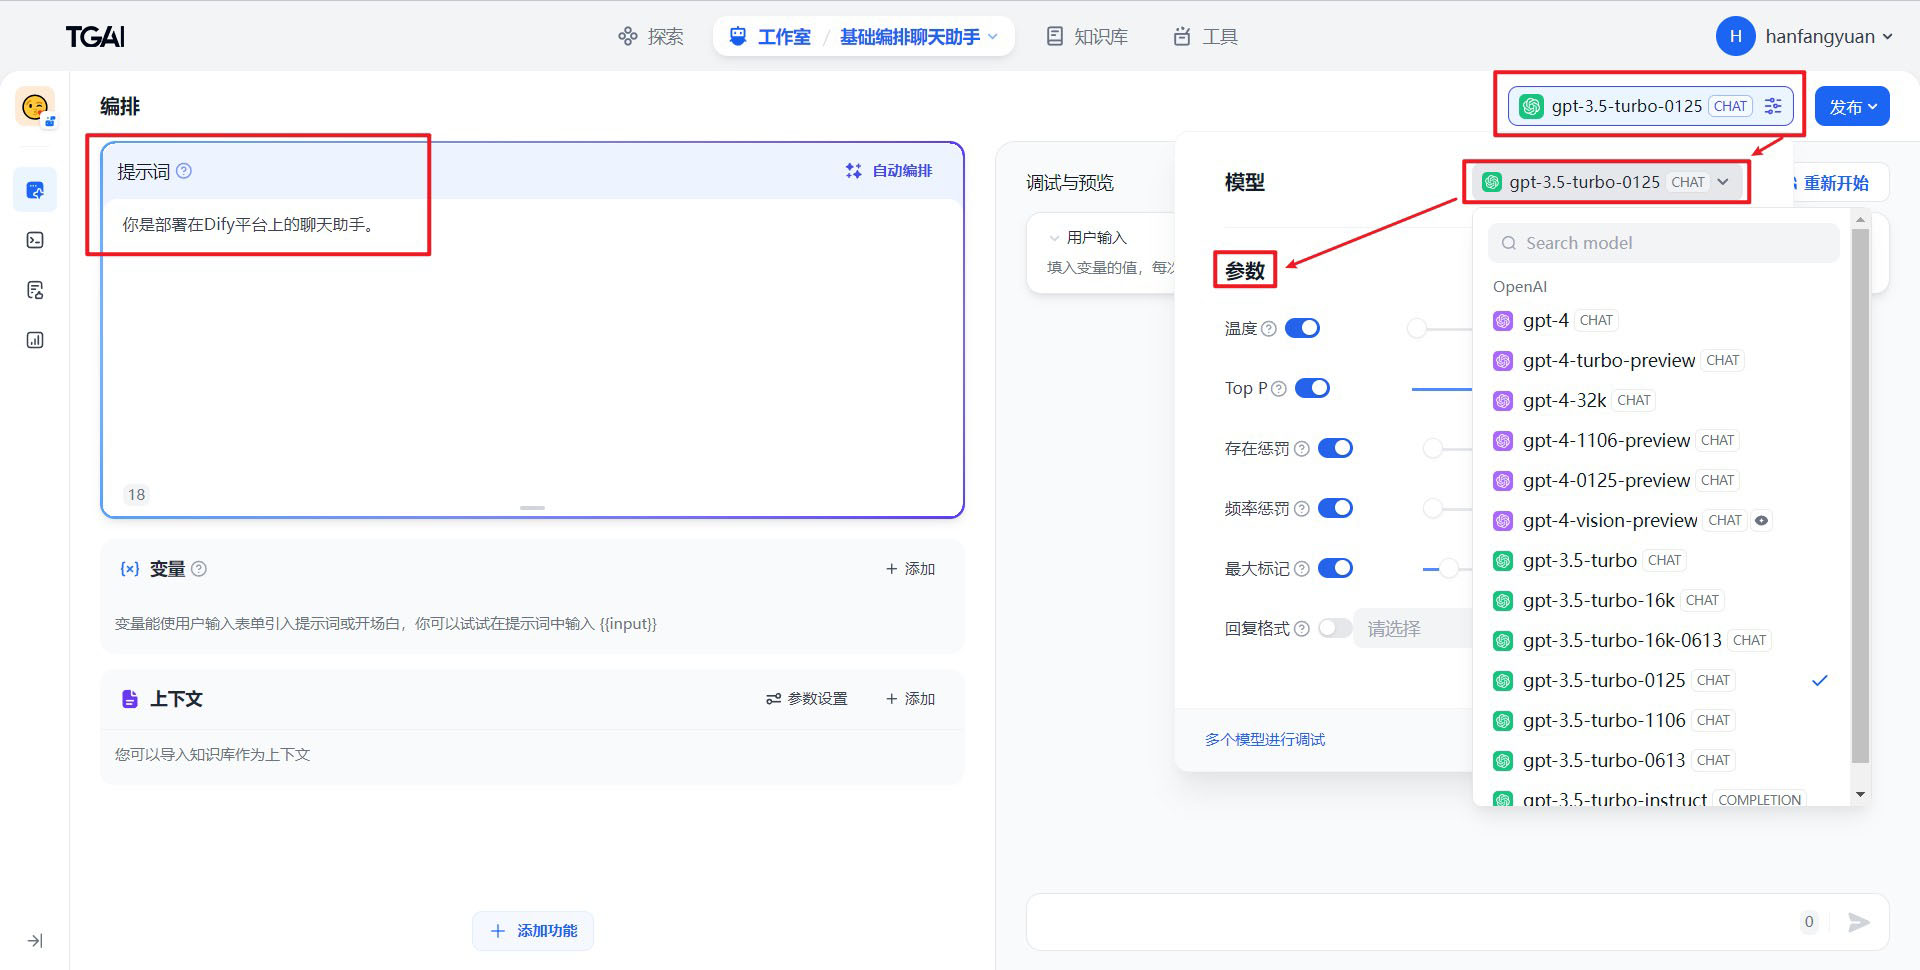 TGAI
探索
工作室 / 基础编排聊天助手
知识库
工具
H hanfangyuan
编排
gpt-3.5-turbo-0125 CHAT
发布
提示词
自动编排
你是部署在Dify平台上的聊天助手。
18
变量
添加
变量能使用户输入表单引入提示词或开场白，你可以试试在提示词中输入 {{input}}
上下文
参数设置
添加
您可以导入知识库作为上下文
添加功能
调试与预览
重新开始
用户输入
填入变量的值，每次
模型
gpt-3.5-turbo-0125 CHAT
参数
温度
Top P
存在惩罚
频率惩罚
最大标记
回复格式
请选择
多个模型进行调试
Search model
OpenAI
gpt-4 CHAT
gpt-4-turbo-preview CHAT
gpt-4-32k CHAT
gpt-4-1106-preview CHAT
gpt-4-0125-preview CHAT
gpt-4-vision-preview CHAT
gpt-3.5-turbo CHAT
gpt-3.5-turbo-16k CHAT
gpt-3.5-turbo-16k-0613 CHAT
gpt-3.5-turbo-0125 CHAT
gpt-3.5-turbo-1106 CHAT
gpt-3.5-turbo-0613 CHAT
gpt-3.5-turbo-instruct COMPLETION
0